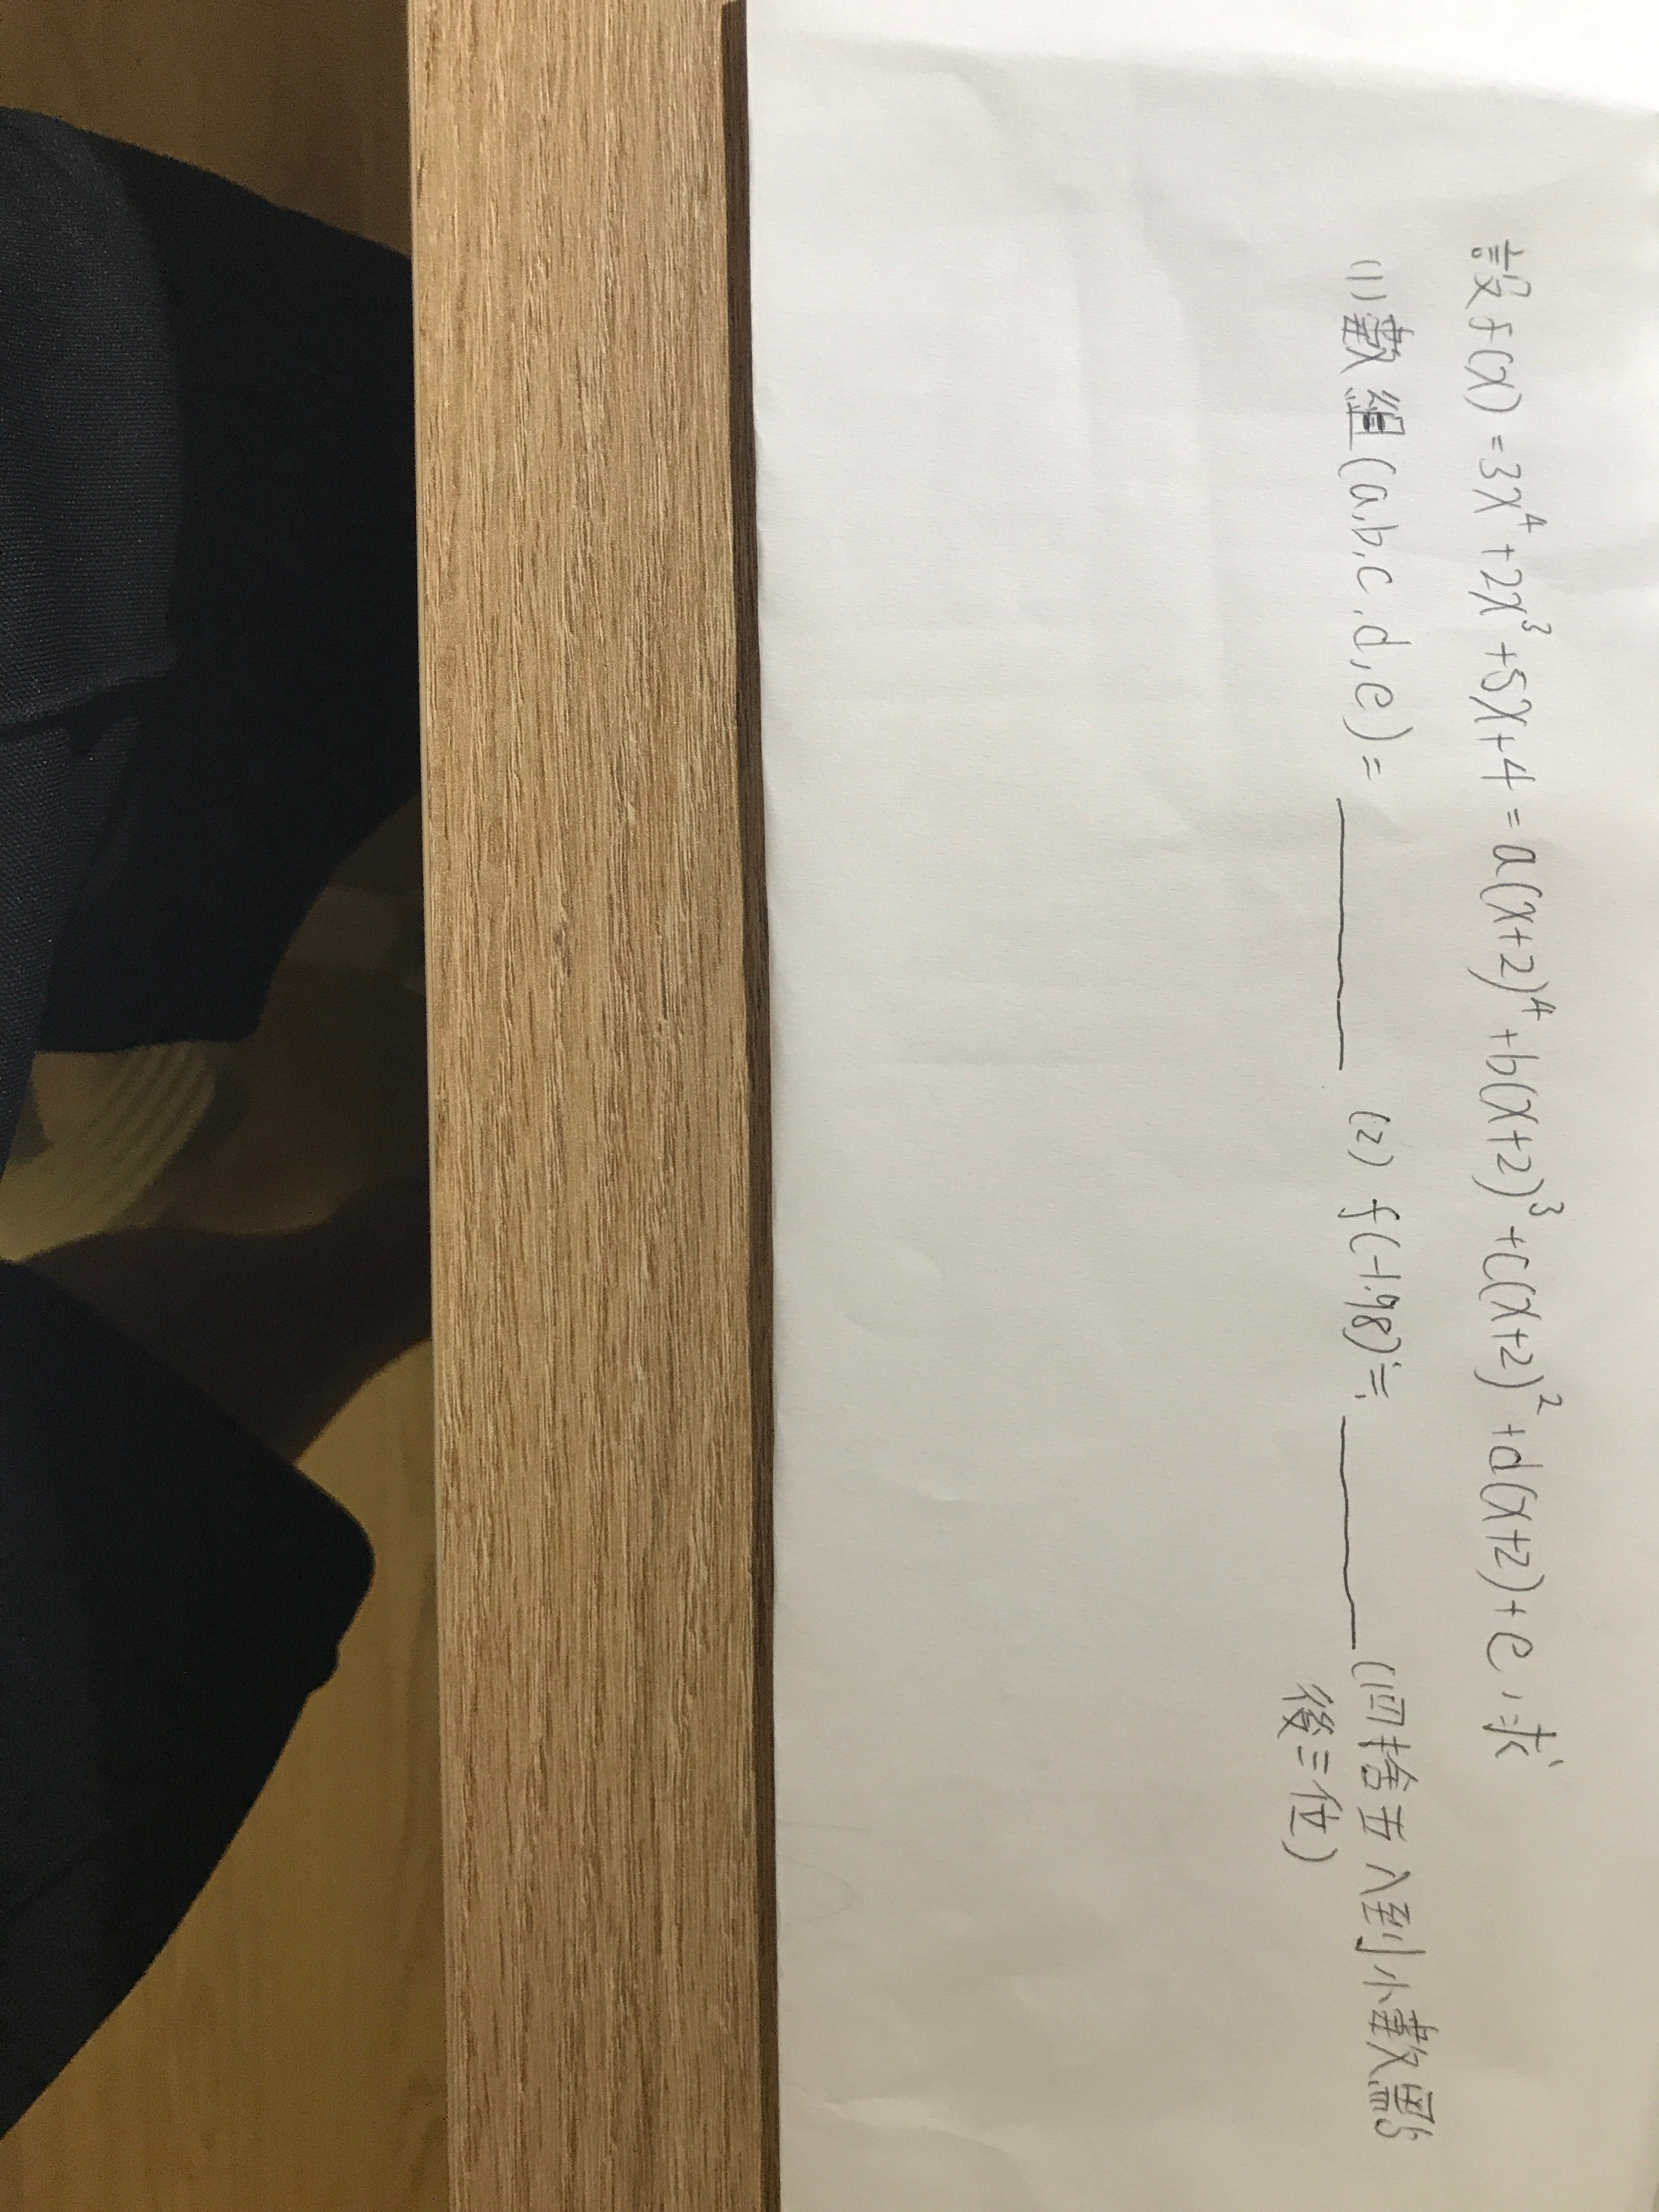 設f(x)=3x⁴+2x³+5x+4=a(x+2)⁴+b(x+2)³+c(x+2)²+d(x+2)+e,求
(1)數組(a,b,c,d,e)=______ (2) f(-1.98)≒______(四捨五入到小數點
後三位)